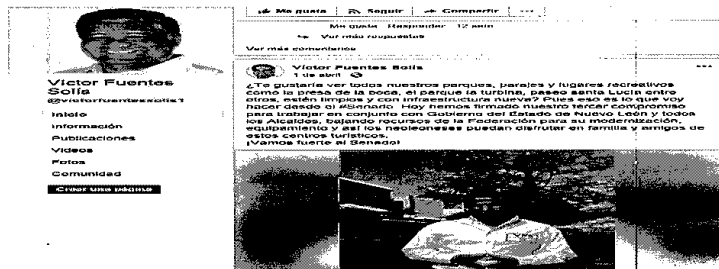 Me gusta Seguir Compartir ...
Me gusta Responder 12 sem
Ver más respuestas
Ver más comentarios
Víctor Fuentes Solís
@victorfuentessolis1
Inicio
Información
Publicaciones
Videos
Fotos
Comunidad
Crear una página
Víctor Fuentes Solís
1 de abril
¿Te gustaría ver todos nuestros parques, parajes y lugares recreativos
como la presa de la boca, el parque la turbina, paseo santa Lucía entre
otros, estén limpios y con infraestructura nueva? Pues eso es lo que voy
hacer desde el #Senado. Hoy hemos firmado nuestro tercer compromiso
para trabajar en conjunto con Gobierno del Estado de Nuevo León y todos
los Alcaldes, bajando recursos de la Federación para su modernización,
equipamiento y así los neoleoneses puedan disfrutar en familia y amigos de
estos centros turísticos.
¡Vamos fuerte al Senado!